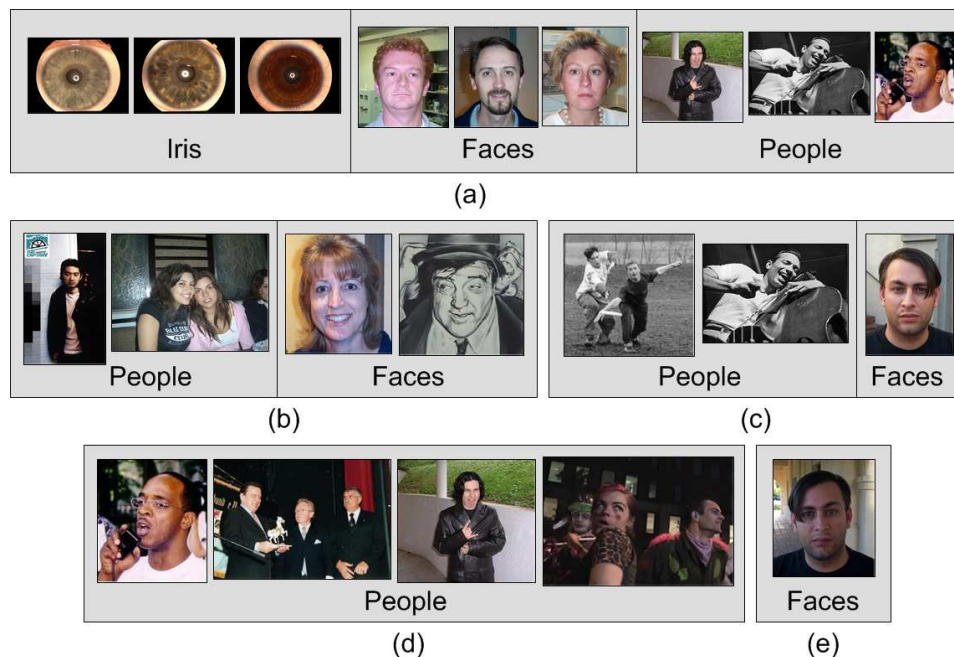 Iris
Faces
People
(a)
People
Faces
(b)
People
Faces
(c)
People
(d)
Faces
(e)